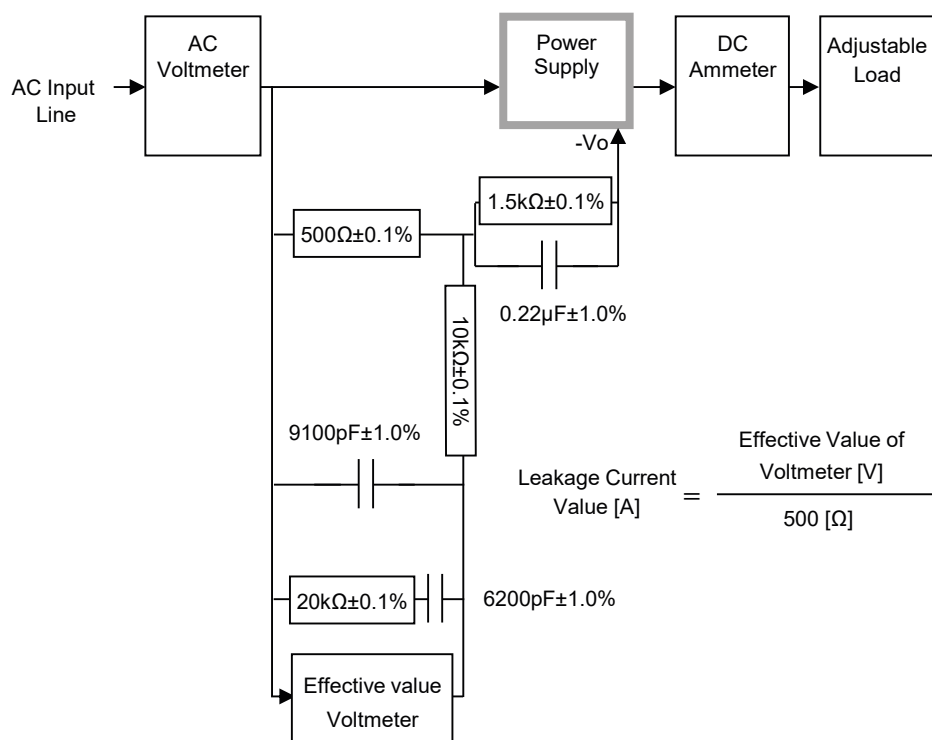 AC
Voltmeter
Power
Supply
DC
Ammeter
Adjustable
Load
AC Input
Line
-Vo
1.5kΩ±0.1%
500Ω±0.1%
0.22µF±1.0%
10kΩ±0.1%
9100pF±1.0%
Leakage Current
Value [A]
=
Effective Value of
Voltmeter [V]
500 [Ω]
20kΩ±0.1%
6200pF±1.0%
Effective value
Voltmeter